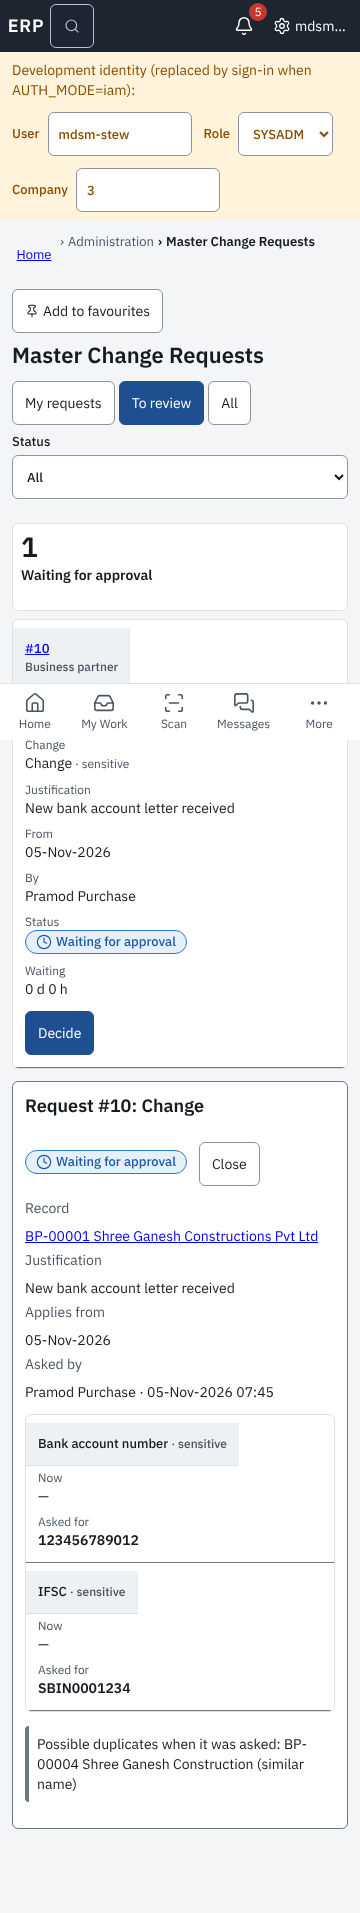 ERP
5
mdsm...
Development identity (replaced by sign-in when
AUTH_MODE=iam):
User
mdsm-stew
Role
SYSADM
Company
3
Home
› Administration › Master Change Requests
Add to favourites
Master Change Requests
My requests
To review
All
Status
All
1
Waiting for approval
#10
Business partner
Home
My Work
Scan
Messages
More
Change
Change · sensitive
Justification
New bank account letter received
From
05-Nov-2026
By
Pramod Purchase
Status
Waiting for approval
Waiting
0 d 0 h
Decide
Request #10: Change
Waiting for approval
Close
Record
BP-00001 Shree Ganesh Constructions Pvt Ltd
Justification
New bank account letter received
Applies from
05-Nov-2026
Asked by
Pramod Purchase · 05-Nov-2026 07:45
Bank account number · sensitive
Now
—
Asked for
123456789012
IFSC · sensitive
Now
—
Asked for
SBIN0001234
Possible duplicates when it was asked: BP-
00004 Shree Ganesh Construction (similar
name)